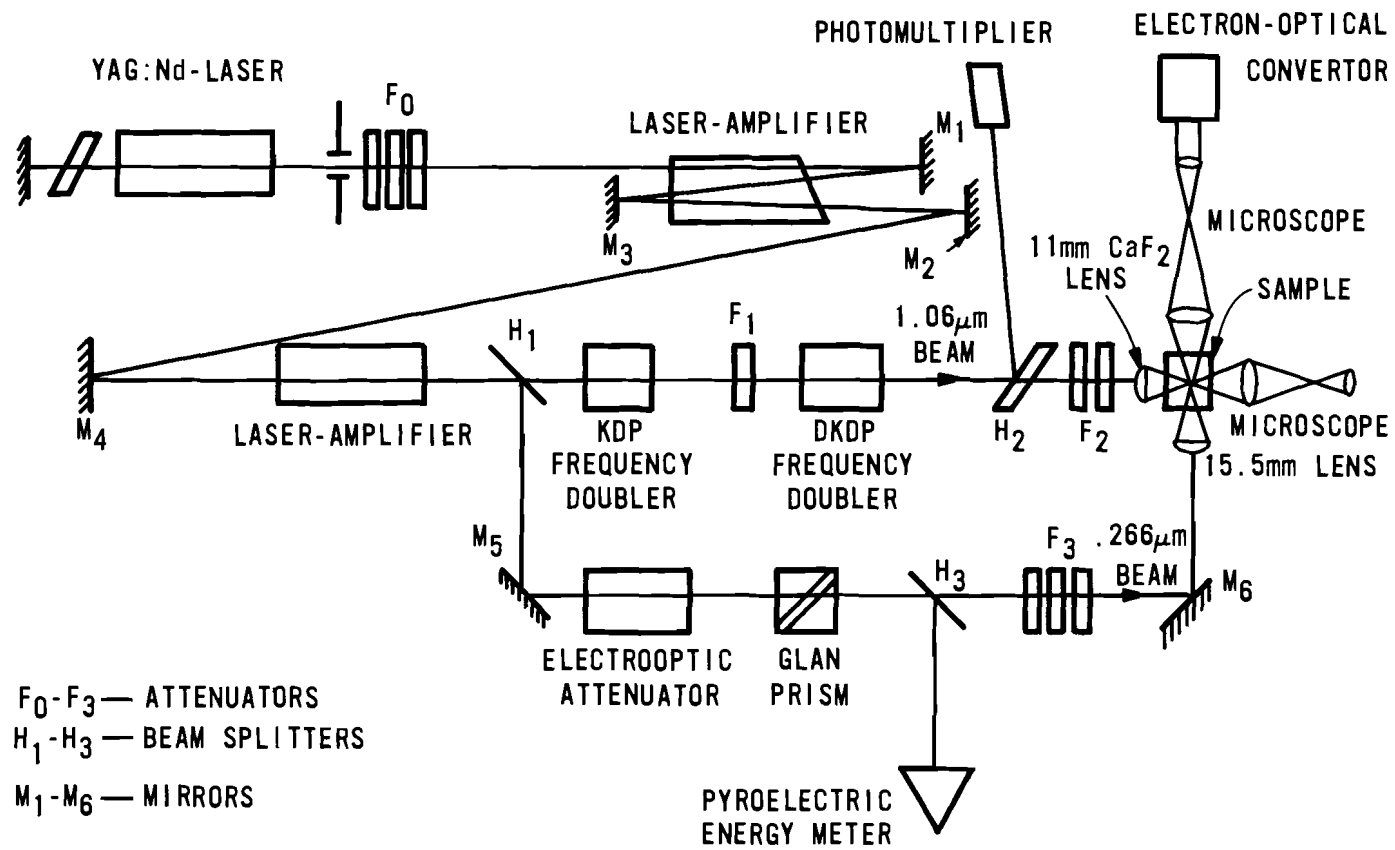 PHOTOMULTIPLIER
ELECTRON-OPTICAL
CONVERTOR
YAG:Nd-LASER
F0
LASER-AMPLIFIER
M1
M3
M2
MICROSCOPE
11mm CaF2
LENS
SAMPLE
1.06μm
BEAM
H1
F1
M4
LASER-AMPLIFIER
KDP
FREQUENCY
DOUBLER
DKDP
FREQUENCY
DOUBLER
H2
F2
MICROSCOPE
15.5mm LENS
M5
H3
F3
.266μm
BEAM
M6
ELECTROOPTIC
ATTENUATOR
GLAN
PRISM
F0-F3— ATTENUATORS
H1-H3— BEAM SPLITTERS
M1-M6— MIRRORS
PYROELECTRIC
ENERGY METER